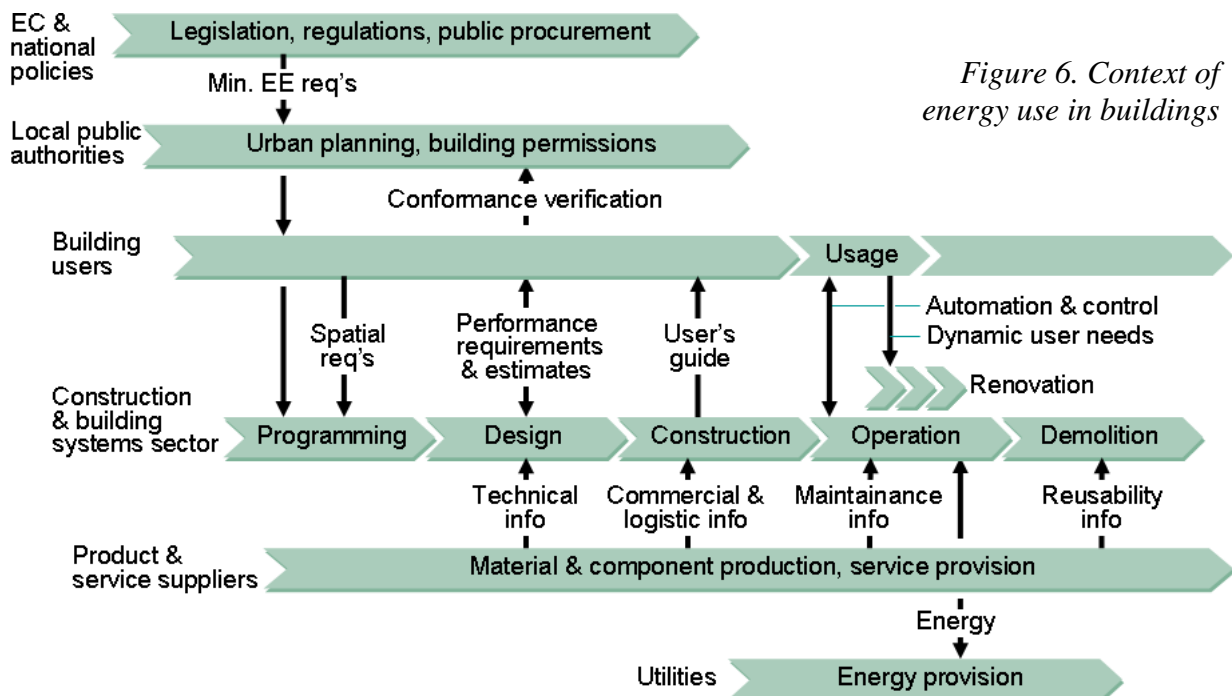 EC &
national
policies
Legislation, regulations, public procurement
Figure 6. Context of
energy use in buildings
Min. EE req's
Local public
authorities
Urban planning, building permissions
Conformance verification
Building
users
Usage
Automation & control
Dynamic user needs
Spatial
req's
Performance
requirements
& estimates
User's
guide
Renovation
Construction
& building
systems sector
Programming
Design
Construction
Operation
Demolition
Technical
info
Commercial &
logistic info
Maintainance
info
Reusability
info
Product &
service suppliers
Material & component production, service provision
Energy
Utilities
Energy provision